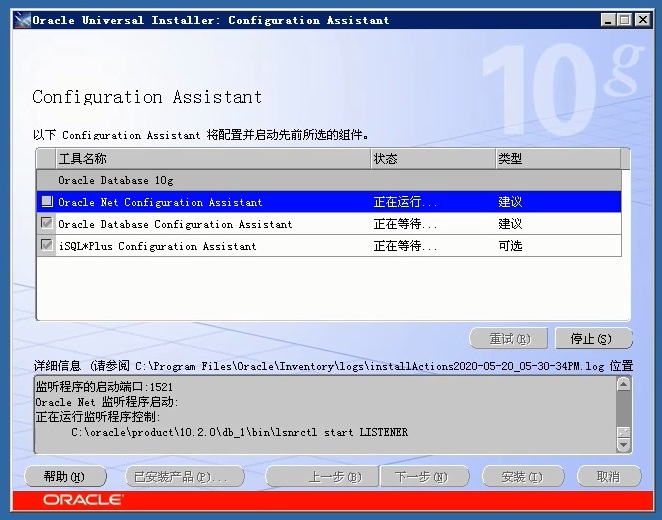 Oracle Universal Installer: Configuration Assistant
10g
Configuration Assistant
以下 Configuration Assistant 将配置并启动先前所选的组件。
工具名称 状态 类型
Oracle Database 10g
Oracle Net Configuration Assistant 正在运行... 建议
Oracle Database Configuration Assistant 正在等待... 建议
iSQL*Plus Configuration Assistant 正在等待... 可选
重试(R) 停止(S)
详细信息 (请参阅 C:\Program Files\Oracle\Inventory\logs\installActions2020-05-20_05-30-34PM.log 位置
监听程序的启动端口:1521
Oracle Net 监听程序启动:
正在运行监听程序控制:
C:\oracle\product\10.2.0\db_1\bin\lsnrctl start LISTENER
帮助(H) 已安装产品(P)... 上一步(B) 下一步(N) 安装(I) 取消
ORACLE